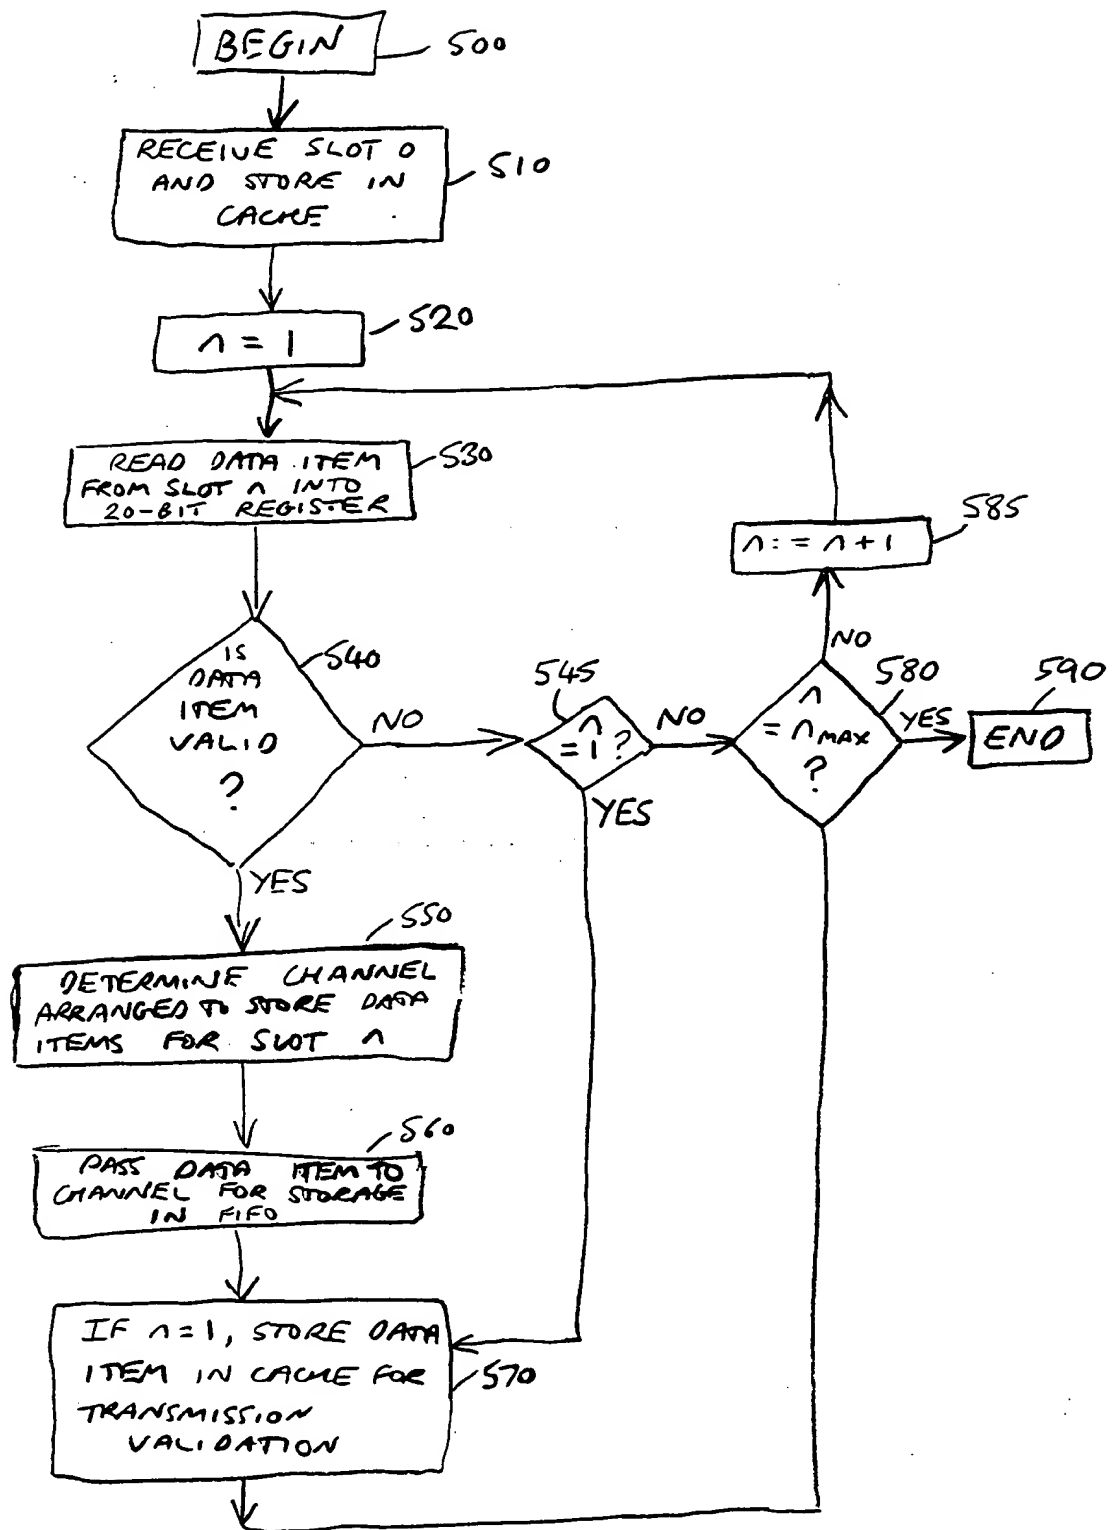 BEGIN
500
RECEIVE SLOT 0
AND STORE IN
CACHE
510
n = 1
520
READ DATA ITEM
FROM SLOT n INTO
20-BIT REGISTER
530
n: = n + 1
585
IS
DATA
ITEM
VALID
?
540
NO
545
n
= 1 ?
NO
YES
NO
580
n
= nMAX
?
YES
590
END
YES
550
DETERMINE CHANNEL
ARRANGED TO STORE DATA
ITEMS FOR SLOT n
560
PASS DATA ITEM TO
CHANNEL FOR STORAGE
IN FIFO
IF n = 1, STORE DATA
ITEM IN CACHE FOR
TRANSMISSION
VALIDATION
570